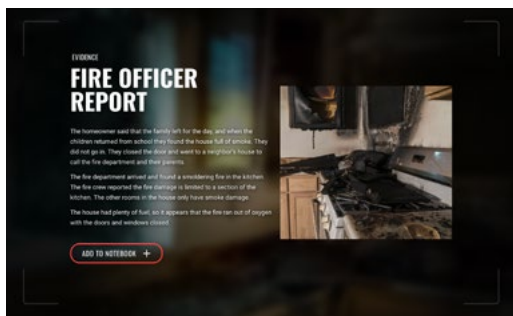 EVIDENCE
FIRE OFFICER
REPORT
The homeowner said that the family left for the day, and when the
children returned from school they found the house full of smoke. They
did not go in. They closed the door and went to a neighbor's house to
call the fire department and their parents.
The fire department arrived and found a smoldering fire in the kitchen.
The fire crew reported the fire damage is limited to a section of the
kitchen. The other rooms in the house only have smoke damage.
The house had plenty of fuel, so it appears that the fire ran out of oxygen
with the doors and windows closed.
ADD TO NOTEBOOK +